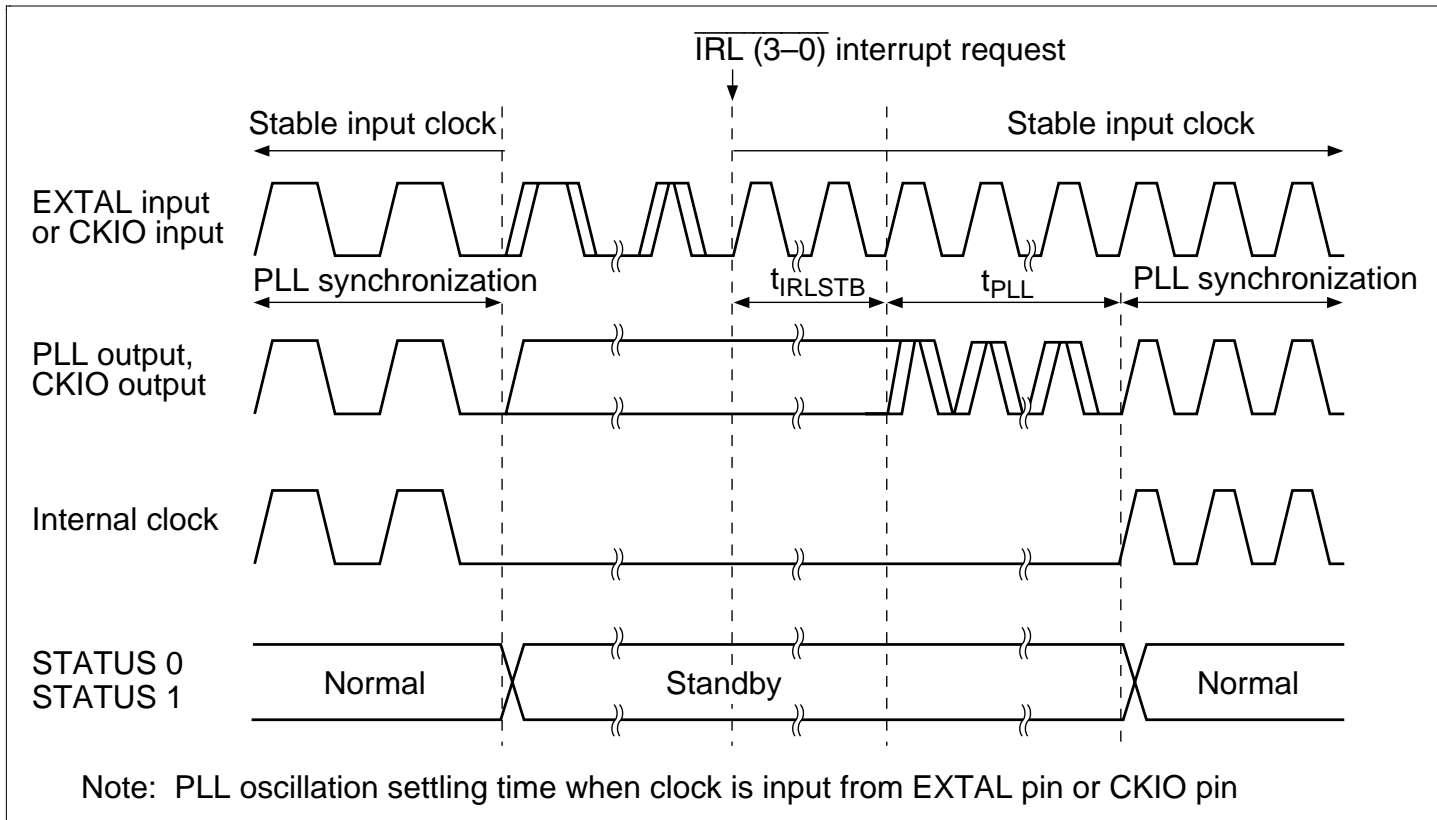 IRL (3–0) interrupt request
Stable input clock
Stable input clock
EXTAL input
or CKIO input
PLL synchronization
tIRLSTB
tPLL
PLL synchronization
PLL output,
CKIO output
Internal clock
STATUS 0
STATUS 1
Normal
Standby
Normal
Note: PLL oscillation settling time when clock is input from EXTAL pin or CKIO pin